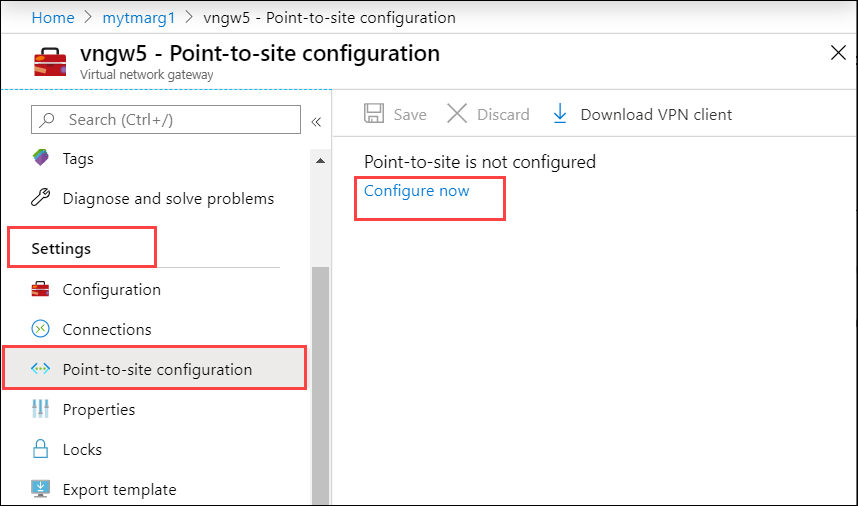 Home > mytmarg1 > vngw5 - Point-to-site configuration
vngw5 - Point-to-site configuration
Virtual network gateway
Search (Ctrl+/)
Save
Discard
Download VPN client
Tags
Diagnose and solve problems
Settings
Configuration
Connections
Point-to-site configuration
Properties
Locks
Export template
Point-to-site is not configured
Configure now